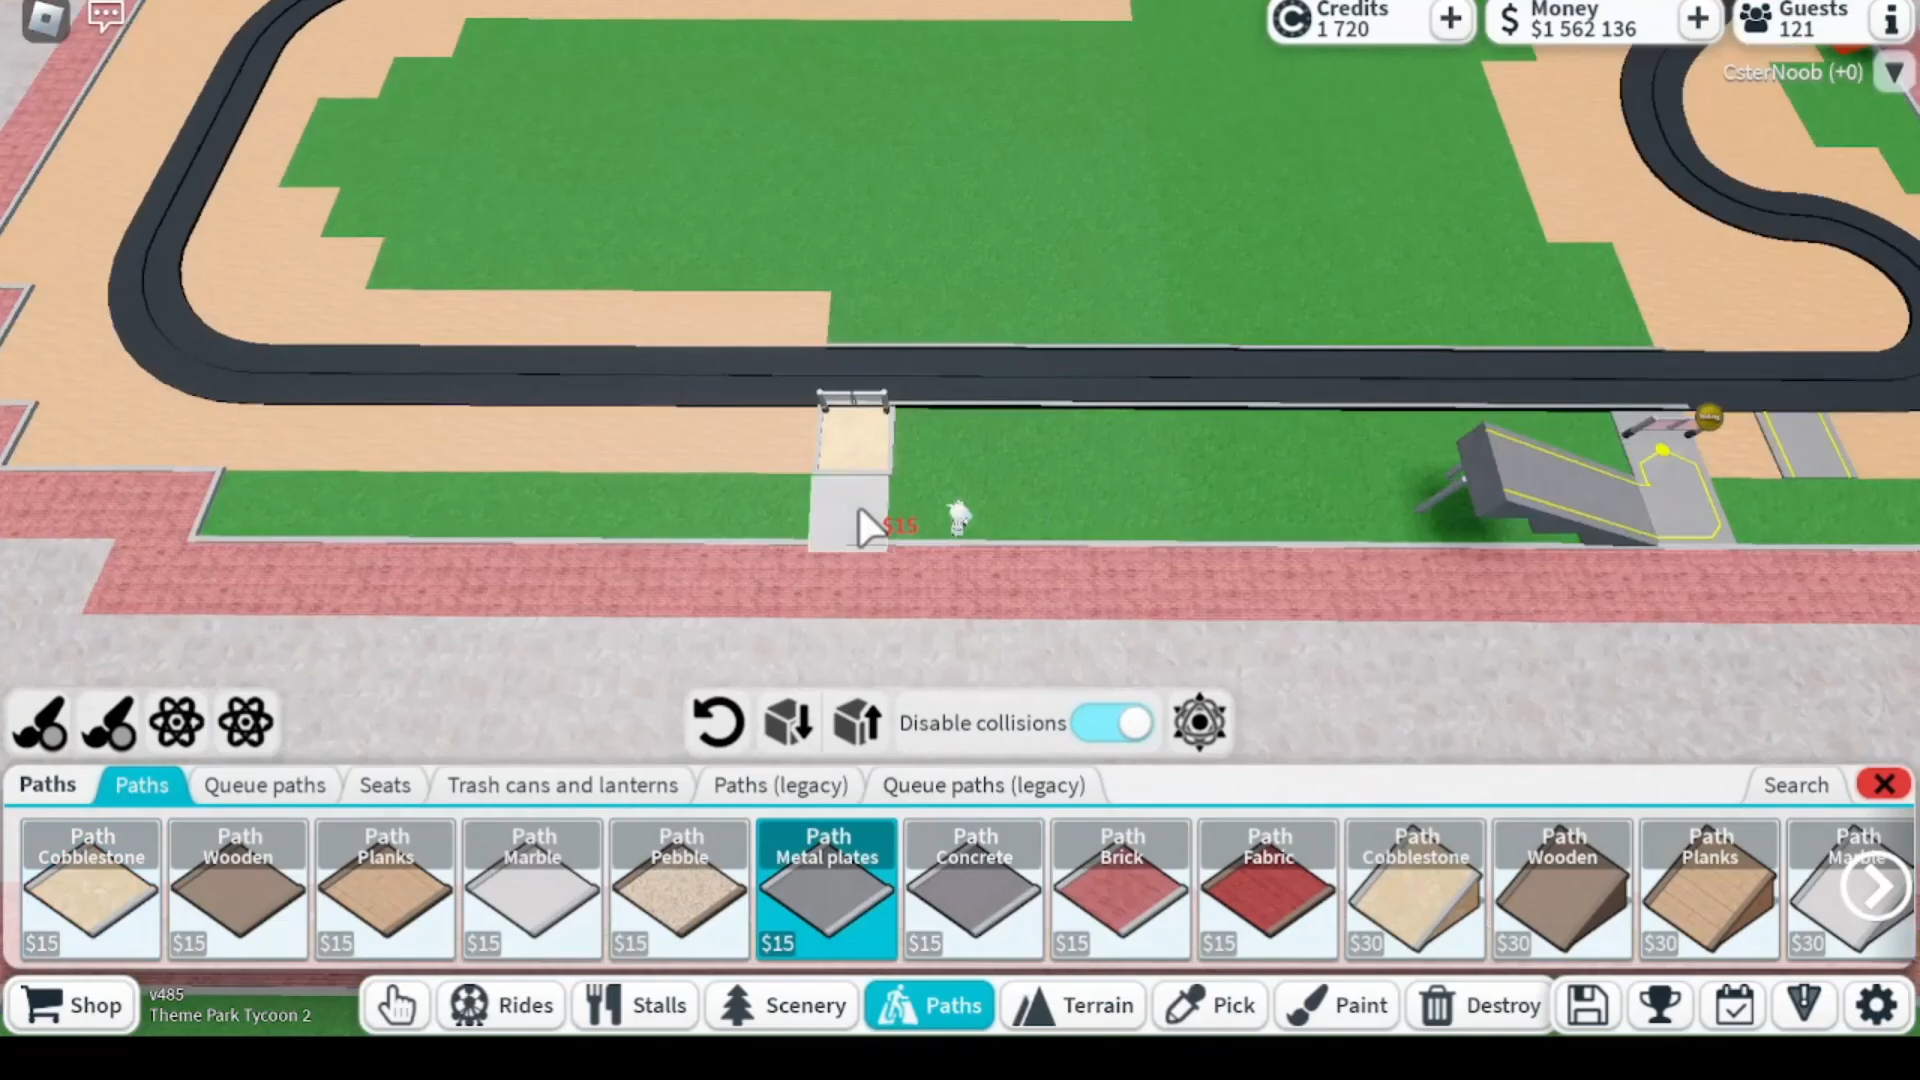 Credits
1 720
+
$
Money
$1 562 136
+
Guests
121
CsterNoob (+0)
$15
Disable collisions
Paths
Paths
Queue paths
Seats
Trash cans and lanterns
Paths (legacy)
Queue paths (legacy)
Search
Path
Cobblestone
$15
Path
Wooden
$15
Path
Planks
$15
Path
Marble
$15
Path
Pebble
$15
Path
Metal plates
$15
Path
Concrete
$15
Path
Brick
$15
Path
Fabric
$15
Path
Cobblestone
$30
Path
Wooden
$30
Path
Planks
$30
Path
Marble
$30
Shop
v485
Theme Park Tycoon 2
Rides
Stalls
Scenery
Paths
Terrain
Pick
Paint
Destroy